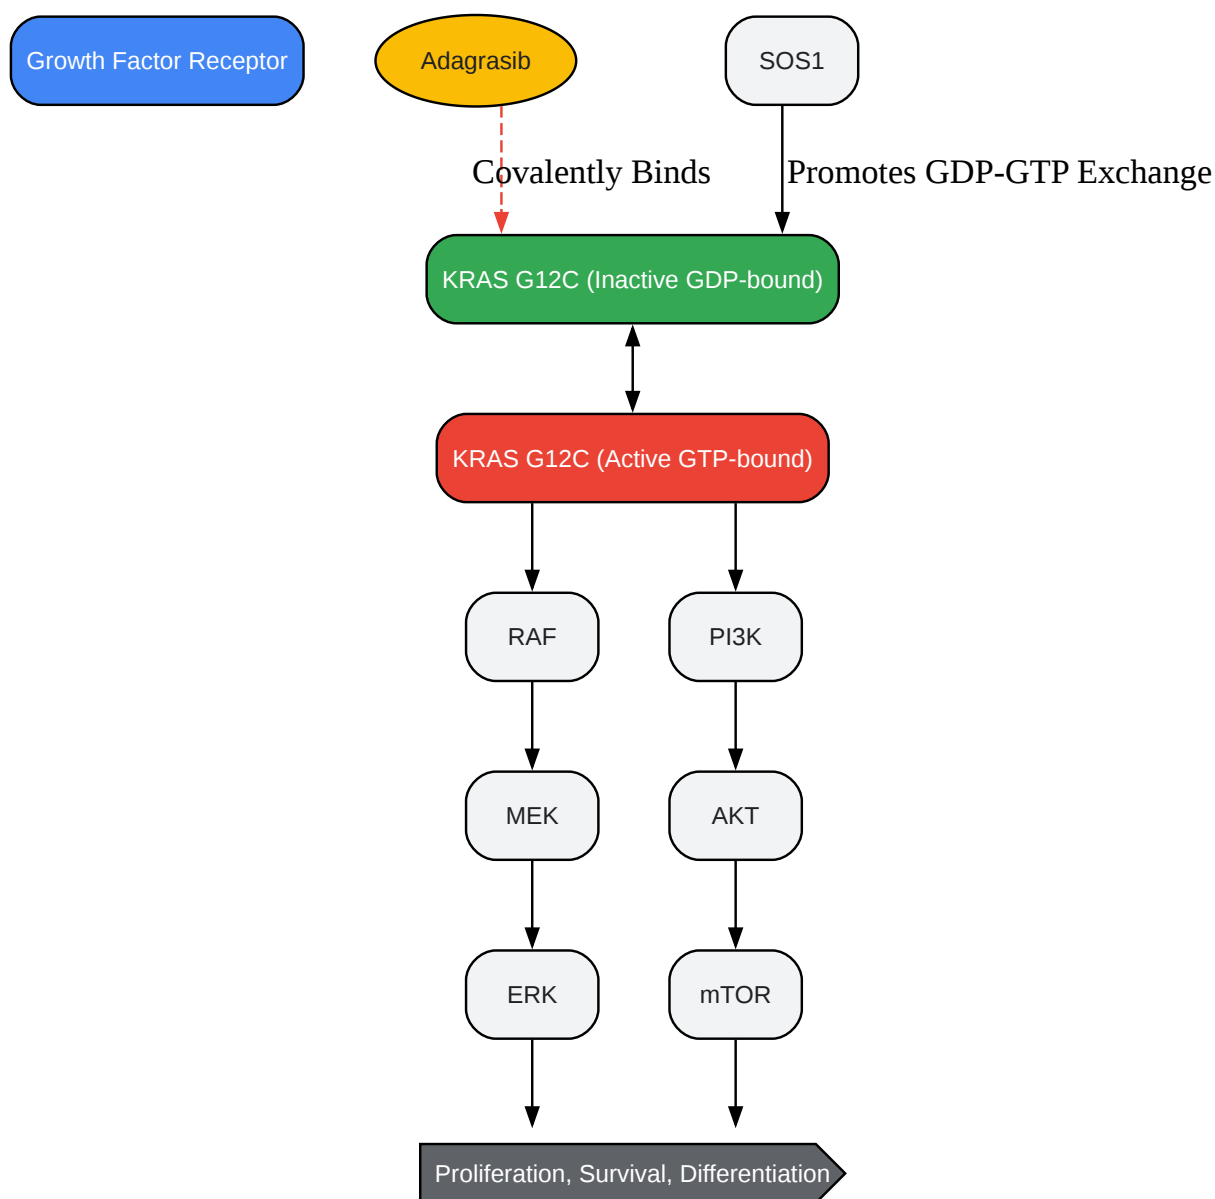 Growth Factor Receptor
Adagrasib
SOS1
Covalently Binds
Promotes GDP-GTP Exchange
KRAS G12C (Inactive GDP-bound)
KRAS G12C (Active GTP-bound)
RAF
PI3K
MEK
AKT
ERK
mTOR
Proliferation, Survival, Differentiation